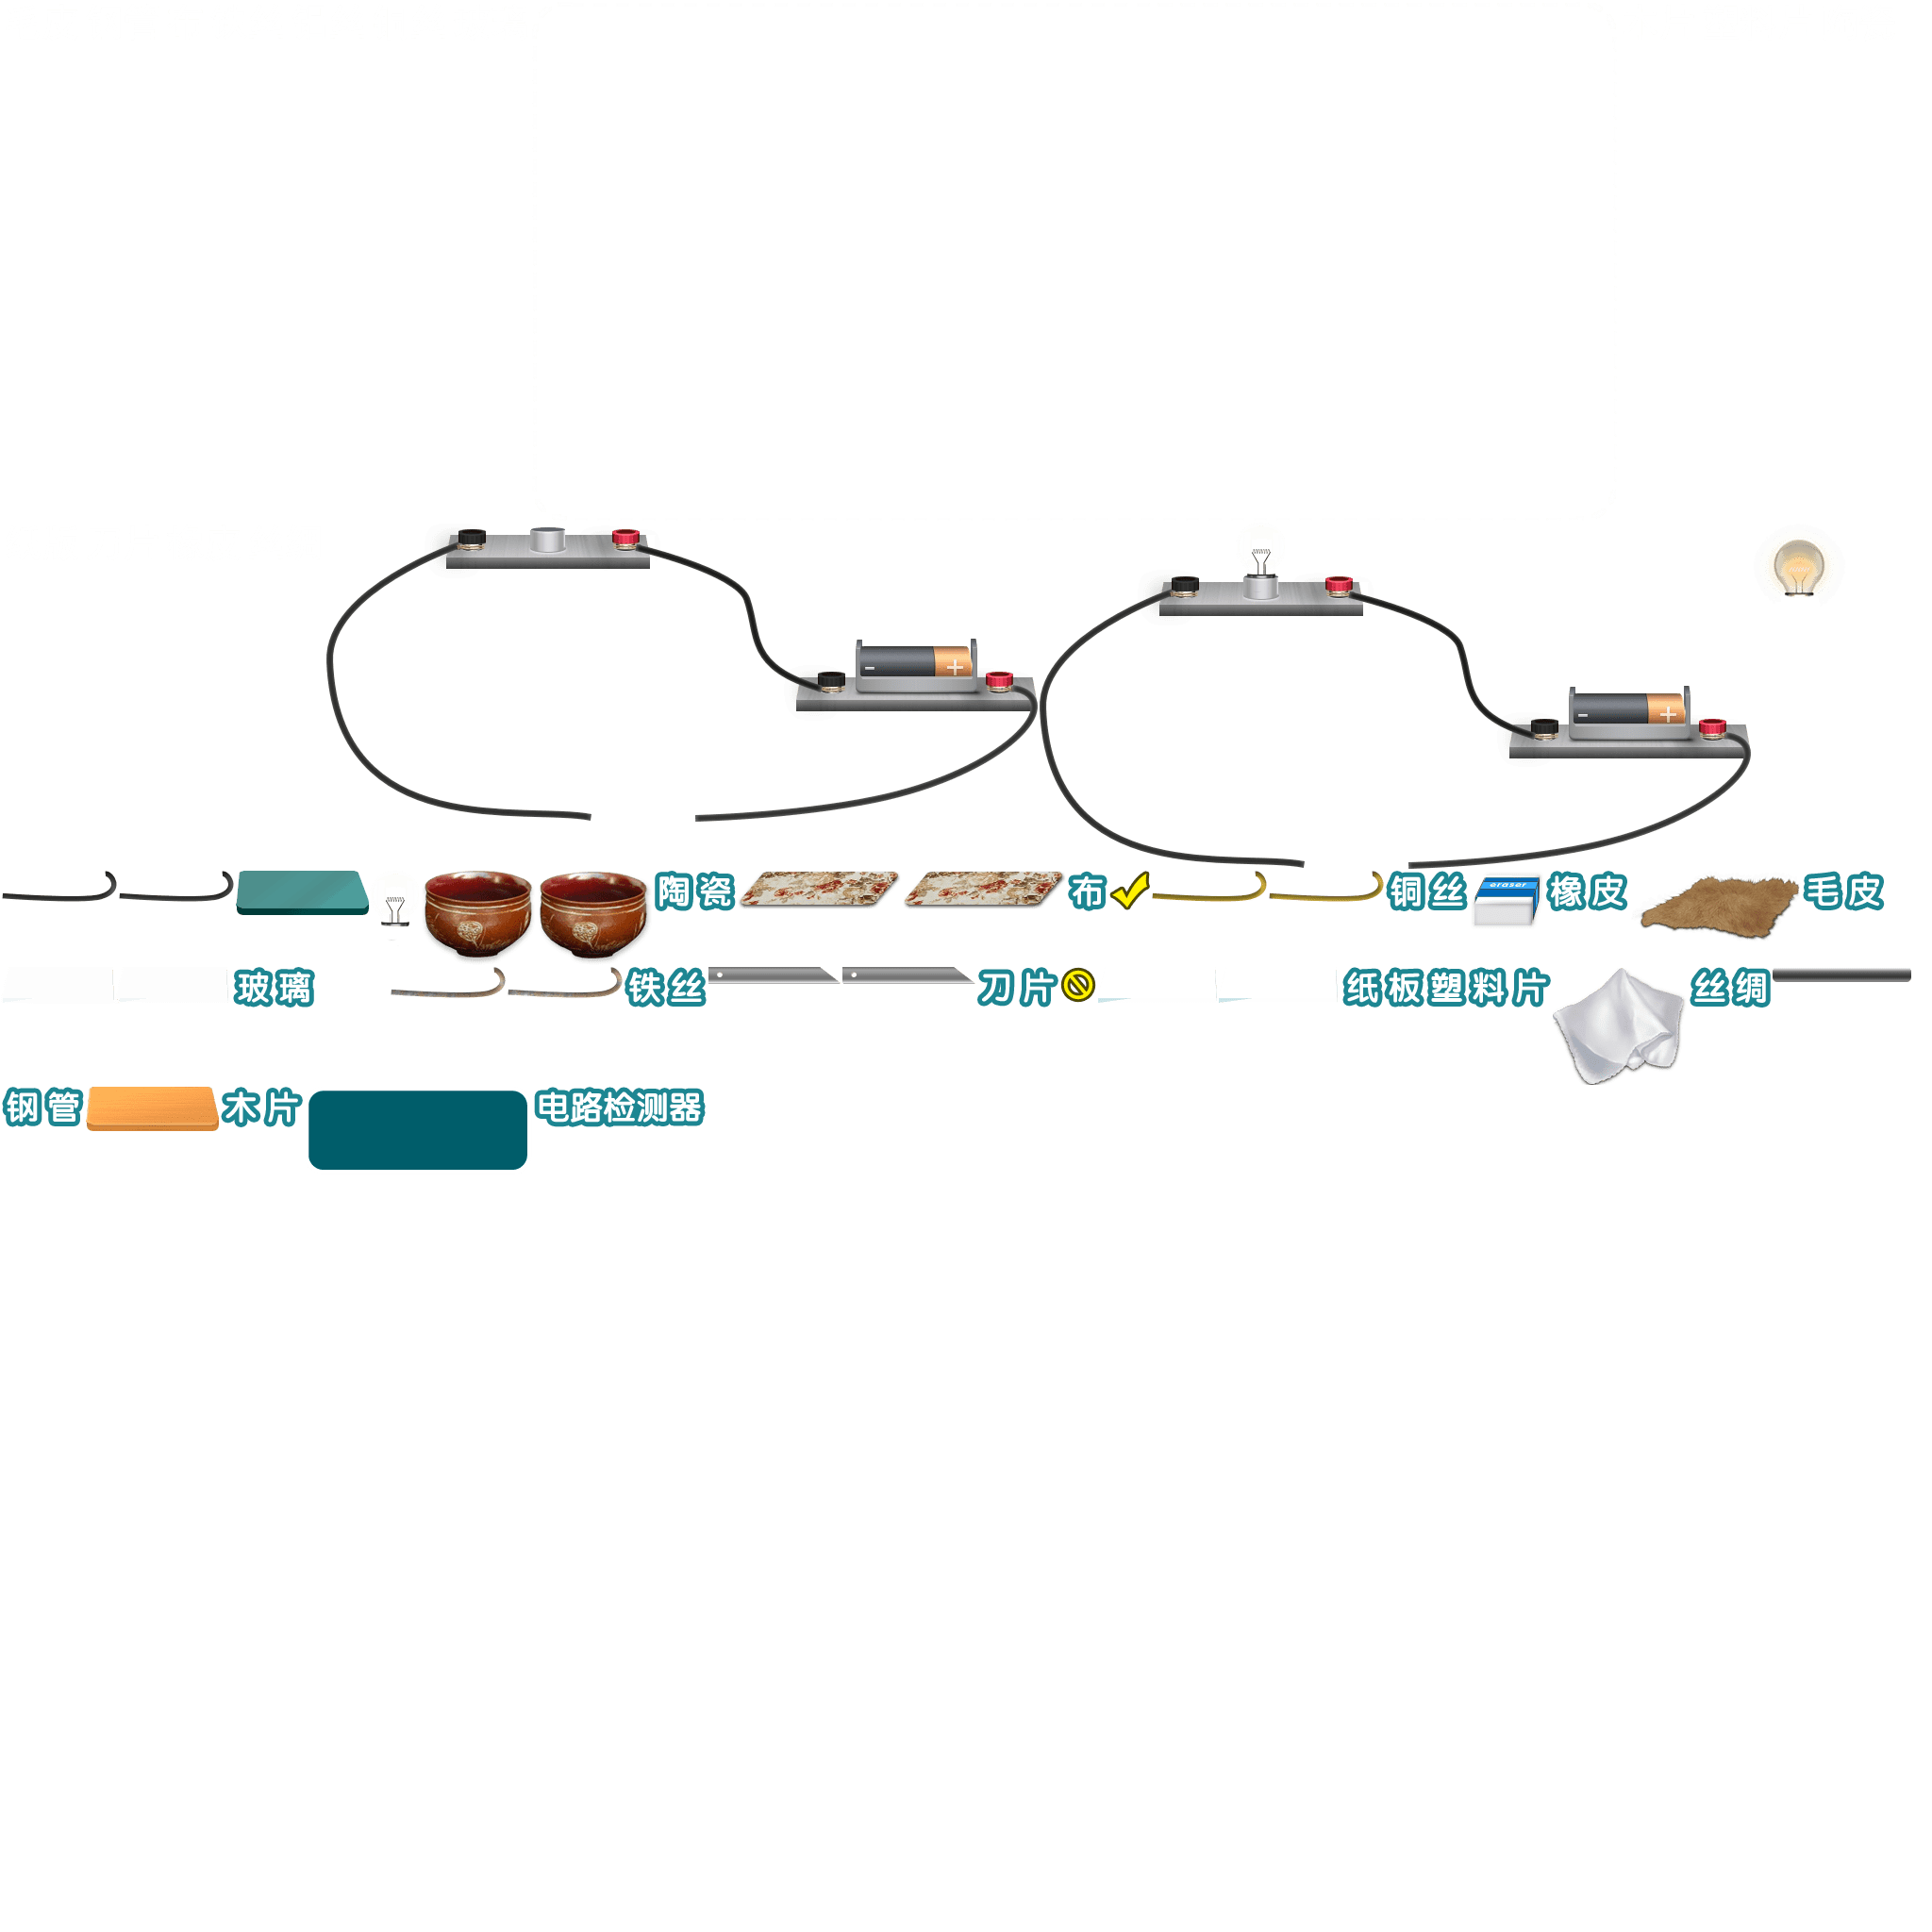 陶瓷 布 铜丝 eraser 橡皮 毛皮
玻璃 铁丝 刀片 纸板塑料片 丝绸
钢管 木片 电路检测器